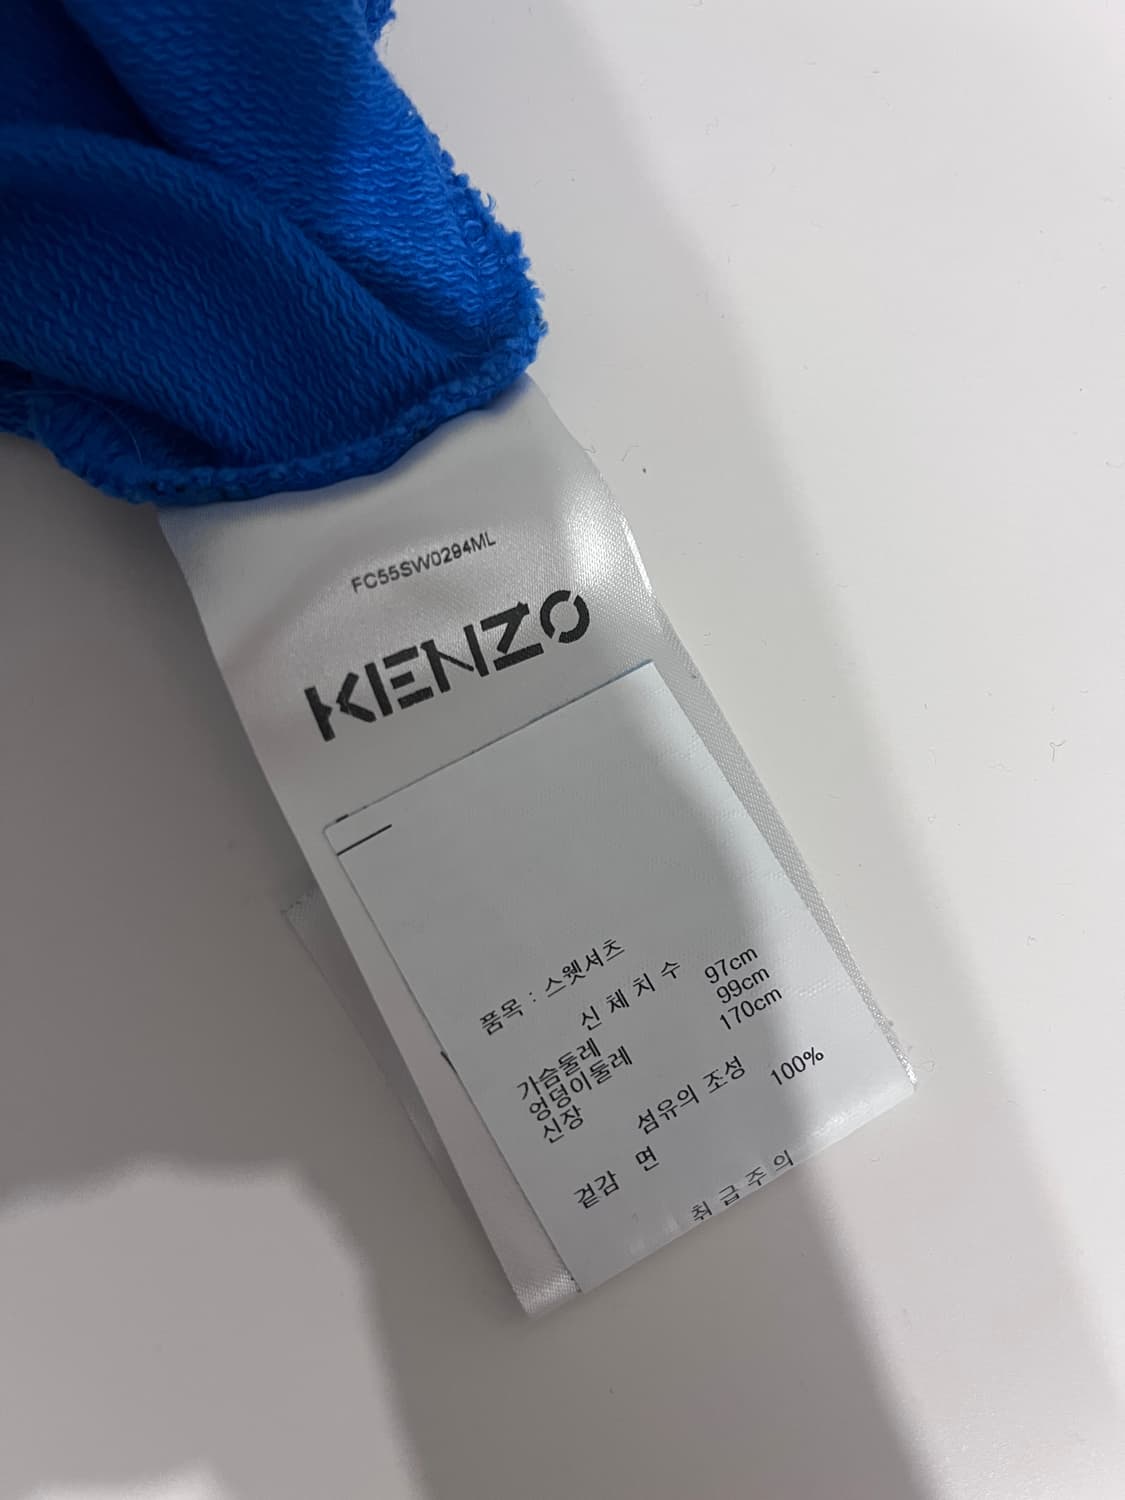 FC55SW0294ML
KENZO
품목 : 스웻셔츠
신 체 치 수
가슴둘레 97cm
엉덩이둘레 99cm
신장 170cm
섬유의 조성
겉감 면 100%
취 급 주 의